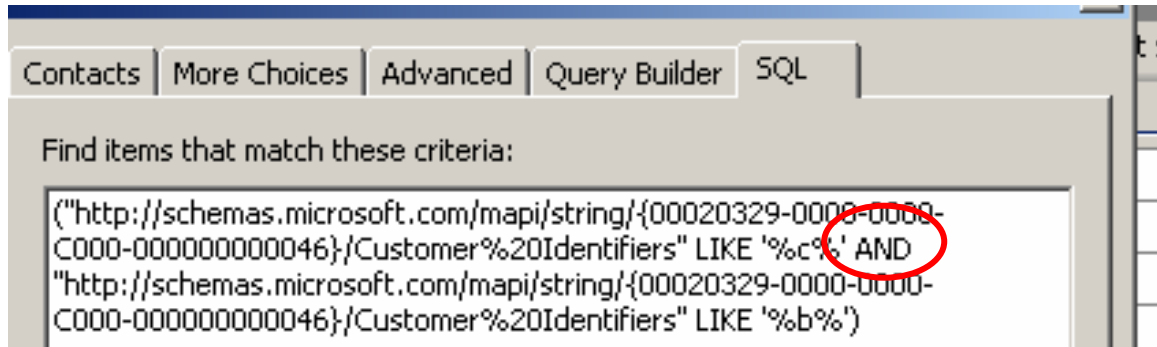 Contacts More Choices Advanced Query Builder SQL
Find items that match these criteria:
("http://schemas.microsoft.com/mapi/string/{00020329-0000-0000-
C000-000000000046}/Customer%20Identifiers" LIKE '%c%' AND
"http://schemas.microsoft.com/mapi/string/{00020329-0000-0000-
C000-000000000046}/Customer%20Identifiers" LIKE '%b%')